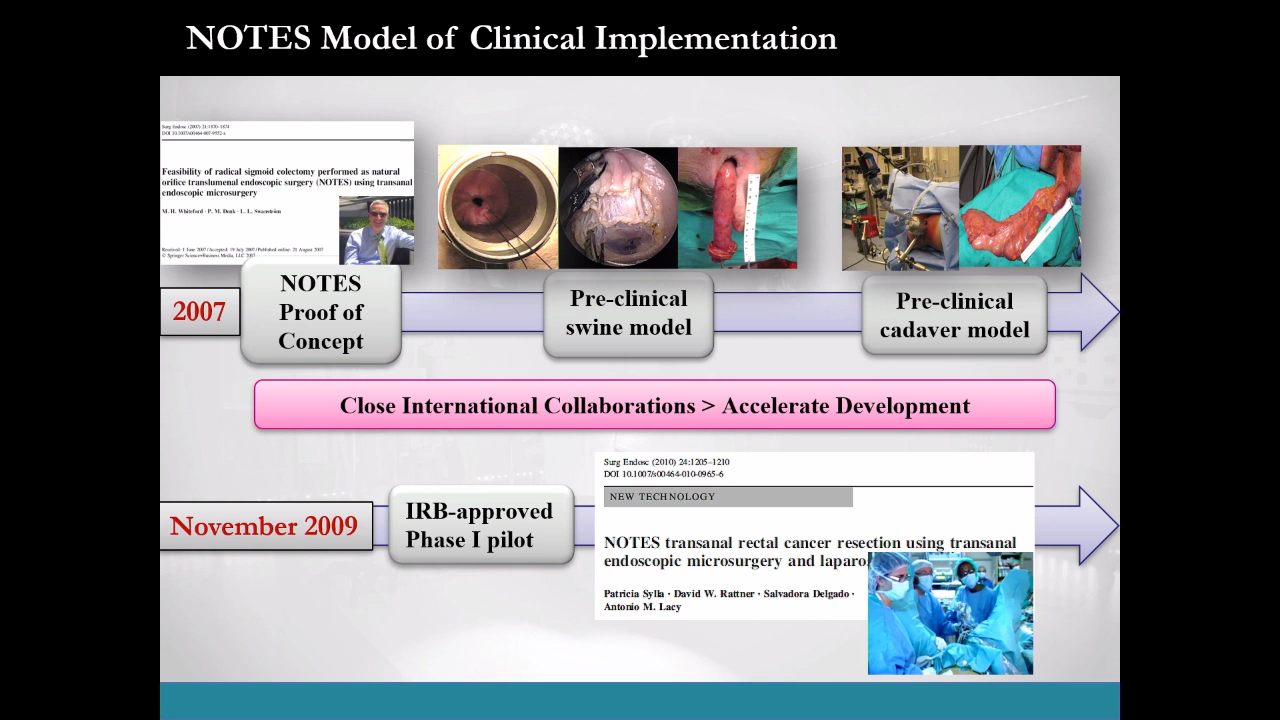 NOTES Model of Clinical Implementation
Surg Endosc (2007) 21:1870–1874
DOI 10.1007/s00464-007-9552-x
Feasibility of radical sigmoid colectomy performed as natural
orifice translumenal endoscopic surgery (NOTES) using transanal
endoscopic microsurgery
M. H. Whiteford · P. M. Denk · L. L. Swanström
Received: 1 June 2007 / Accepted: 19 July 2007 / Published online: 21 August 2007
© Springer Science+Business Media, LLC 2007
2007
NOTES
Proof of
Concept
Pre-clinical
swine model
Pre-clinical
cadaver model
Close International Collaborations > Accelerate Development
November 2009
IRB-approved
Phase I pilot
Surg Endosc (2010) 24:1205–1210
DOI 10.1007/s00464-010-0965-6
NEW TECHNOLOGY
NOTES transanal rectal cancer resection using transanal
endoscopic microsurgery and laparo
Patricia Sylla · David W. Rattner · Salvadora Delgado ·
Antonio M. Lacy